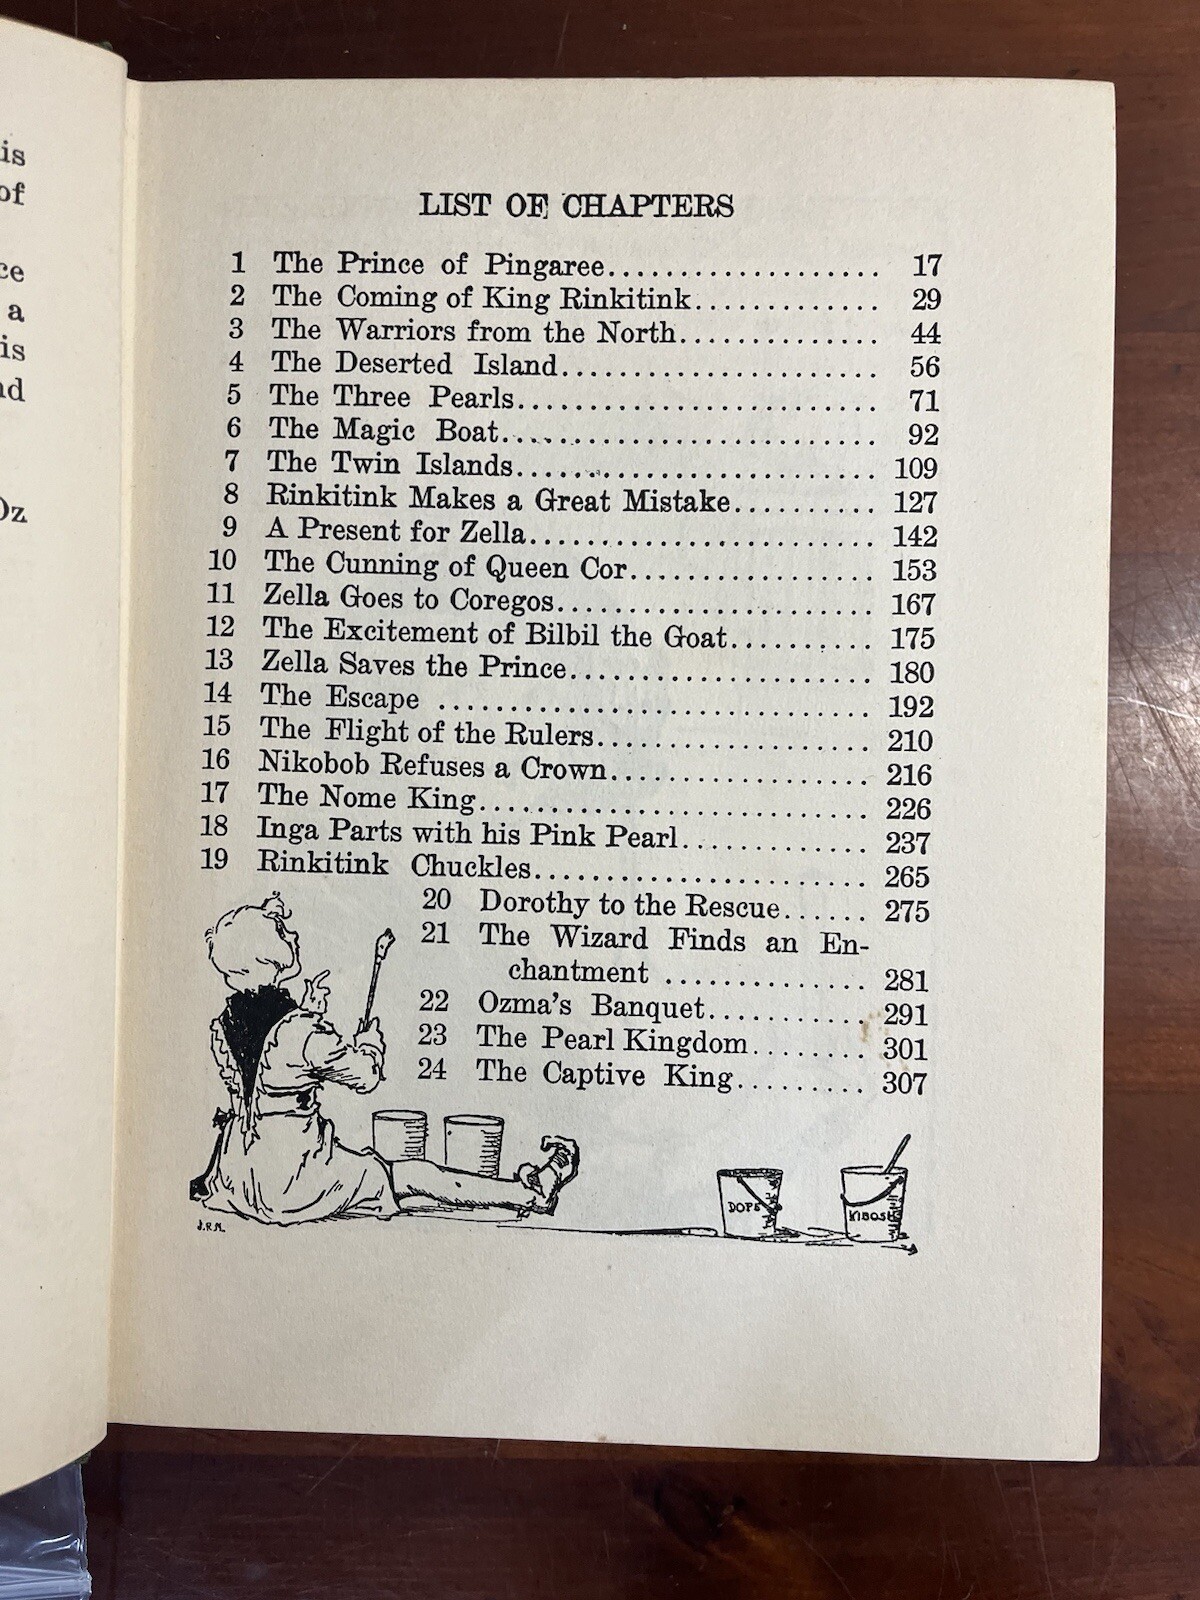 is
of
ce
a
is
nd
Oz
LIST OF CHAPTERS
1 The Prince of Pingaree.................... 17
2 The Coming of King Rinkitink............. 29
3 The Warriors from the North.............. 44
4 The Deserted Island...................... 56
5 The Three Pearls......................... 71
6 The Magic Boat.......................... 92
7 The Twin Islands......................... 109
8 Rinkitink Makes a Great Mistake.......... 127
9 A Present for Zella........................ 142
10 The Cunning of Queen Cor................. 153
11 Zella Goes to Coregos...................... 167
12 The Excitement of Bilbil the Goat.......... 175
13 Zella Saves the Prince..................... 180
14 The Escape .............................. 192
15 The Flight of the Rulers................... 210
16 Nikobob Refuses a Crown.................. 216
17 The Nome King........................... 226
18 Inga Parts with his Pink Pearl............. 237
19 Rinkitink Chuckles....................... 265
20 Dorothy to the Rescue...... 275
21 The Wizard Finds an En-
chantment .............. 281
22 Ozma's Banquet........... 291
23 The Pearl Kingdom........ 301
24 The Captive King......... 307
DOPE
KIBOSH
J.R.N.